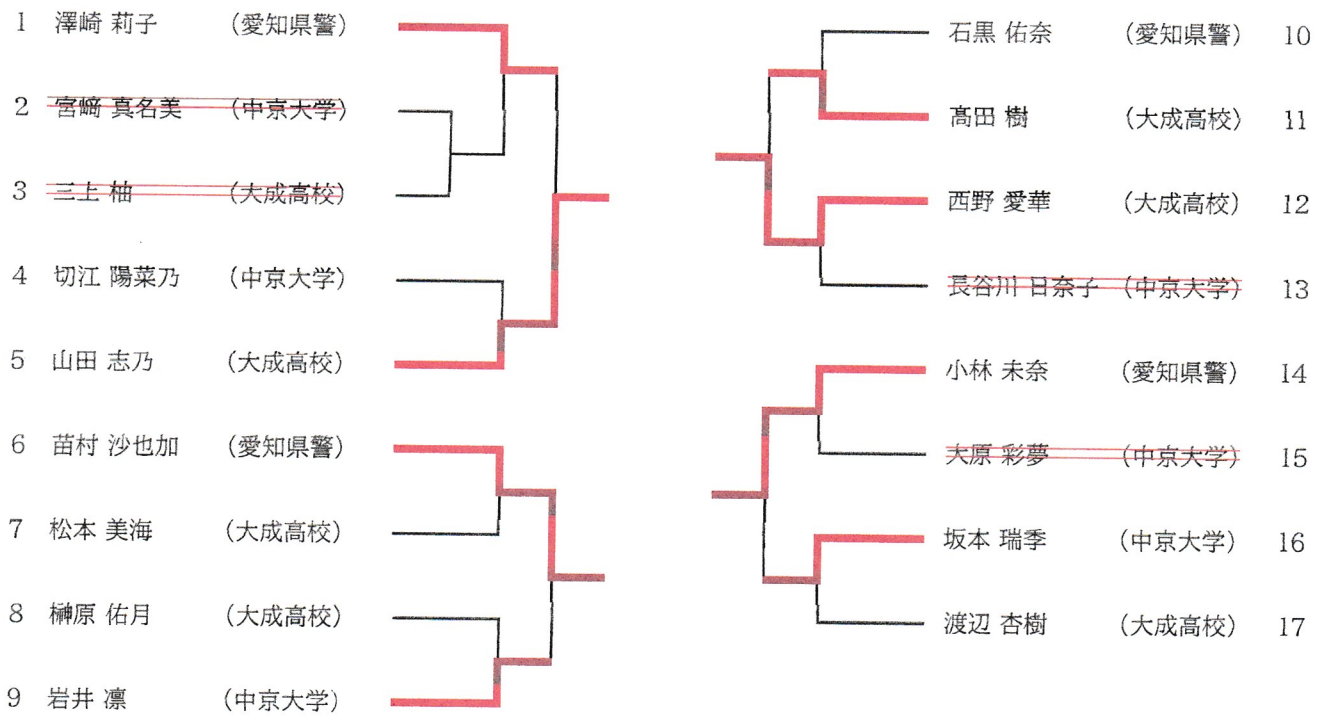 1 澤崎 莉子 (愛知県警)
2 宮﨑 真名美 (中京大学)
3 三上 柚 (大成高校)
4 切江 陽菜乃 (中京大学)
5 山田 志乃 (大成高校)
6 苗村 沙也加 (愛知県警)
7 松本 美海 (大成高校)
8 榊原 佑月 (大成高校)
9 岩井 凛 (中京大学)
石黒 佑奈 (愛知県警) 10
髙田 樹 (大成高校) 11
西野 愛華 (大成高校) 12
長谷川 日奈子 (中京大学) 13
小林 未奈 (愛知県警) 14
大原 彩夢 (中京大学) 15
坂本 瑞季 (中京大学) 16
渡辺 杏樹 (大成高校) 17